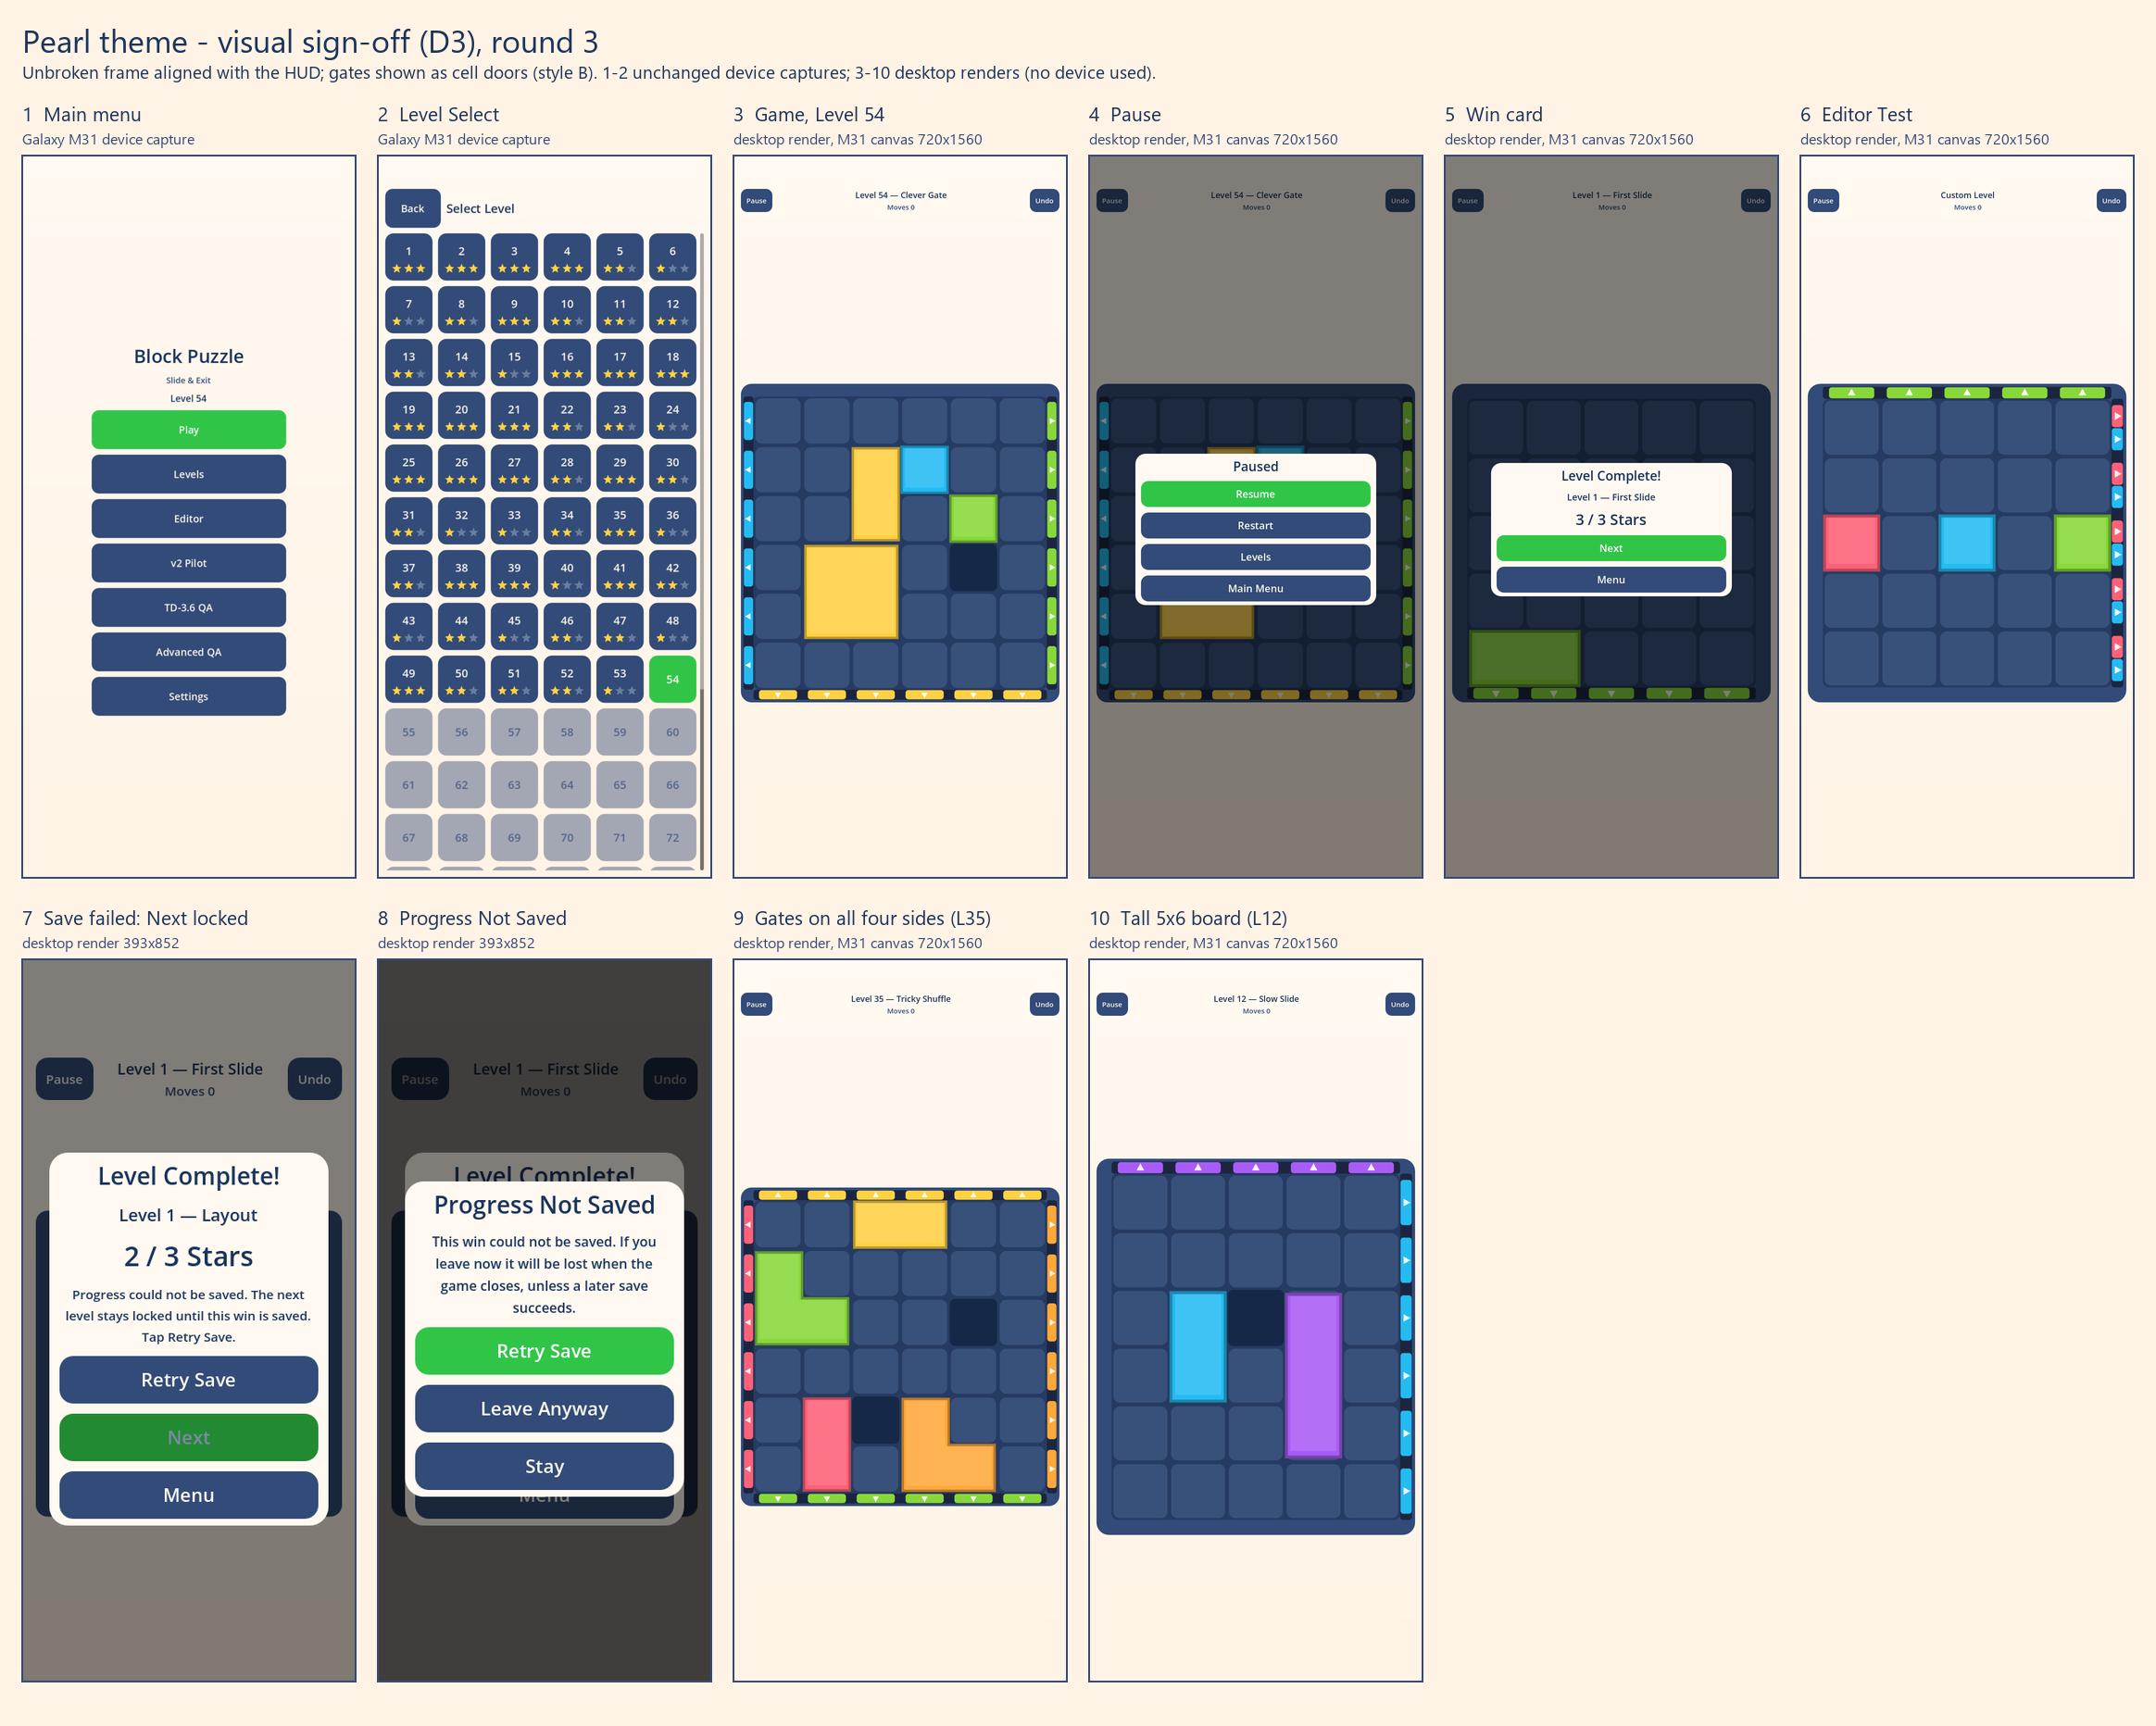 Pearl theme - visual sign-off (D3), round 3
Unbroken frame aligned with the HUD; gates shown as cell doors (style B). 1-2 unchanged device captures; 3-10 desktop renders (no device used).
1 Main menu
Galaxy M31 device capture
Block Puzzle
Slide & Exit
Level 54
Play
Levels
Editor
v2 Pilot
TD-3.6 QA
Advanced QA
Settings
2 Level Select
Galaxy M31 device capture
Back Select Level
1 2 3 4 5 6
7 8 9 10 11 12
13 14 15 16 17 18
19 20 21 22 23 24
25 26 27 28 29 30
31 32 33 34 35 36
37 38 39 40 41 42
43 44 45 46 47 48
49 50 51 52 53 54
55 56 57 58 59 60
61 62 63 64 65 66
67 68 69 70 71 72
3 Game, Level 54
desktop render, M31 canvas 720x1560
Pause Level 54 — Clever Gate Undo
Moves 0
4 Pause
desktop render, M31 canvas 720x1560
Pause Level 54 — Clever Gate Undo
Moves 0
Paused
Resume
Restart
Levels
Main Menu
5 Win card
desktop render, M31 canvas 720x1560
Pause Level 1 — First Slide Undo
Moves 0
Level Complete!
Level 1 — First Slide
3 / 3 Stars
Next
Menu
6 Editor Test
desktop render, M31 canvas 720x1560
Pause Custom Level Undo
Moves 0
7 Save failed: Next locked
desktop render 393x852
Pause Level 1 — First Slide Undo
Moves 0
Level Complete!
Level 1 — Layout
2 / 3 Stars
Progress could not be saved. The next
level stays locked until this win is saved.
Tap Retry Save.
Retry Save
Next
Menu
8 Progress Not Saved
desktop render 393x852
Pause Level 1 — First Slide Undo
Moves 0
Level Complete!
Progress Not Saved
This win could not be saved. If you
leave now it will be lost when the
game closes, unless a later save
succeeds.
Retry Save
Leave Anyway
Stay
Menu
9 Gates on all four sides (L35)
desktop render, M31 canvas 720x1560
Pause Level 35 — Tricky Shuffle Undo
Moves 0
10 Tall 5x6 board (L12)
desktop render, M31 canvas 720x1560
Pause Level 12 — Slow Slide Undo
Moves 0